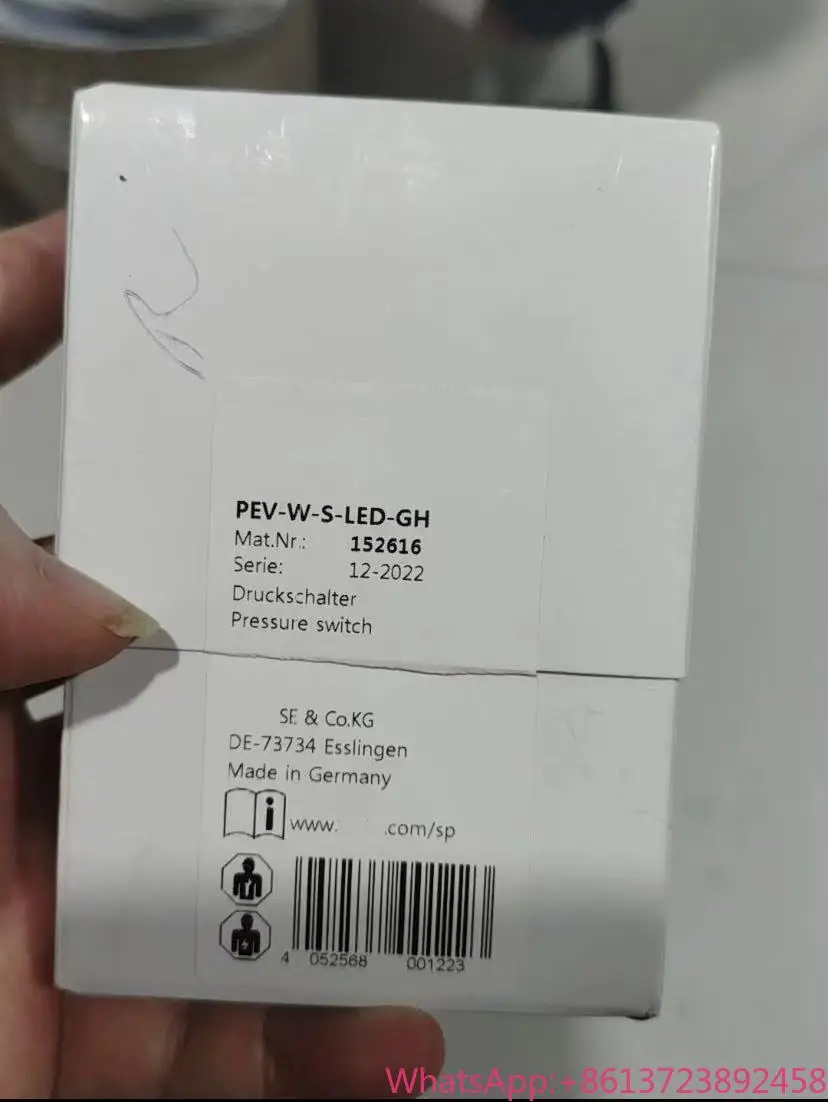 PEV-W-S-LED-GH
Mat.Nr.: 152616
Serie: 12-2022
Druckschalter
Pressure switch
SE & Co.KG
DE-73734 Esslingen
Made in Germany
i www. .com/sp
4 052568 001223
WhatsApp:+8613723892458